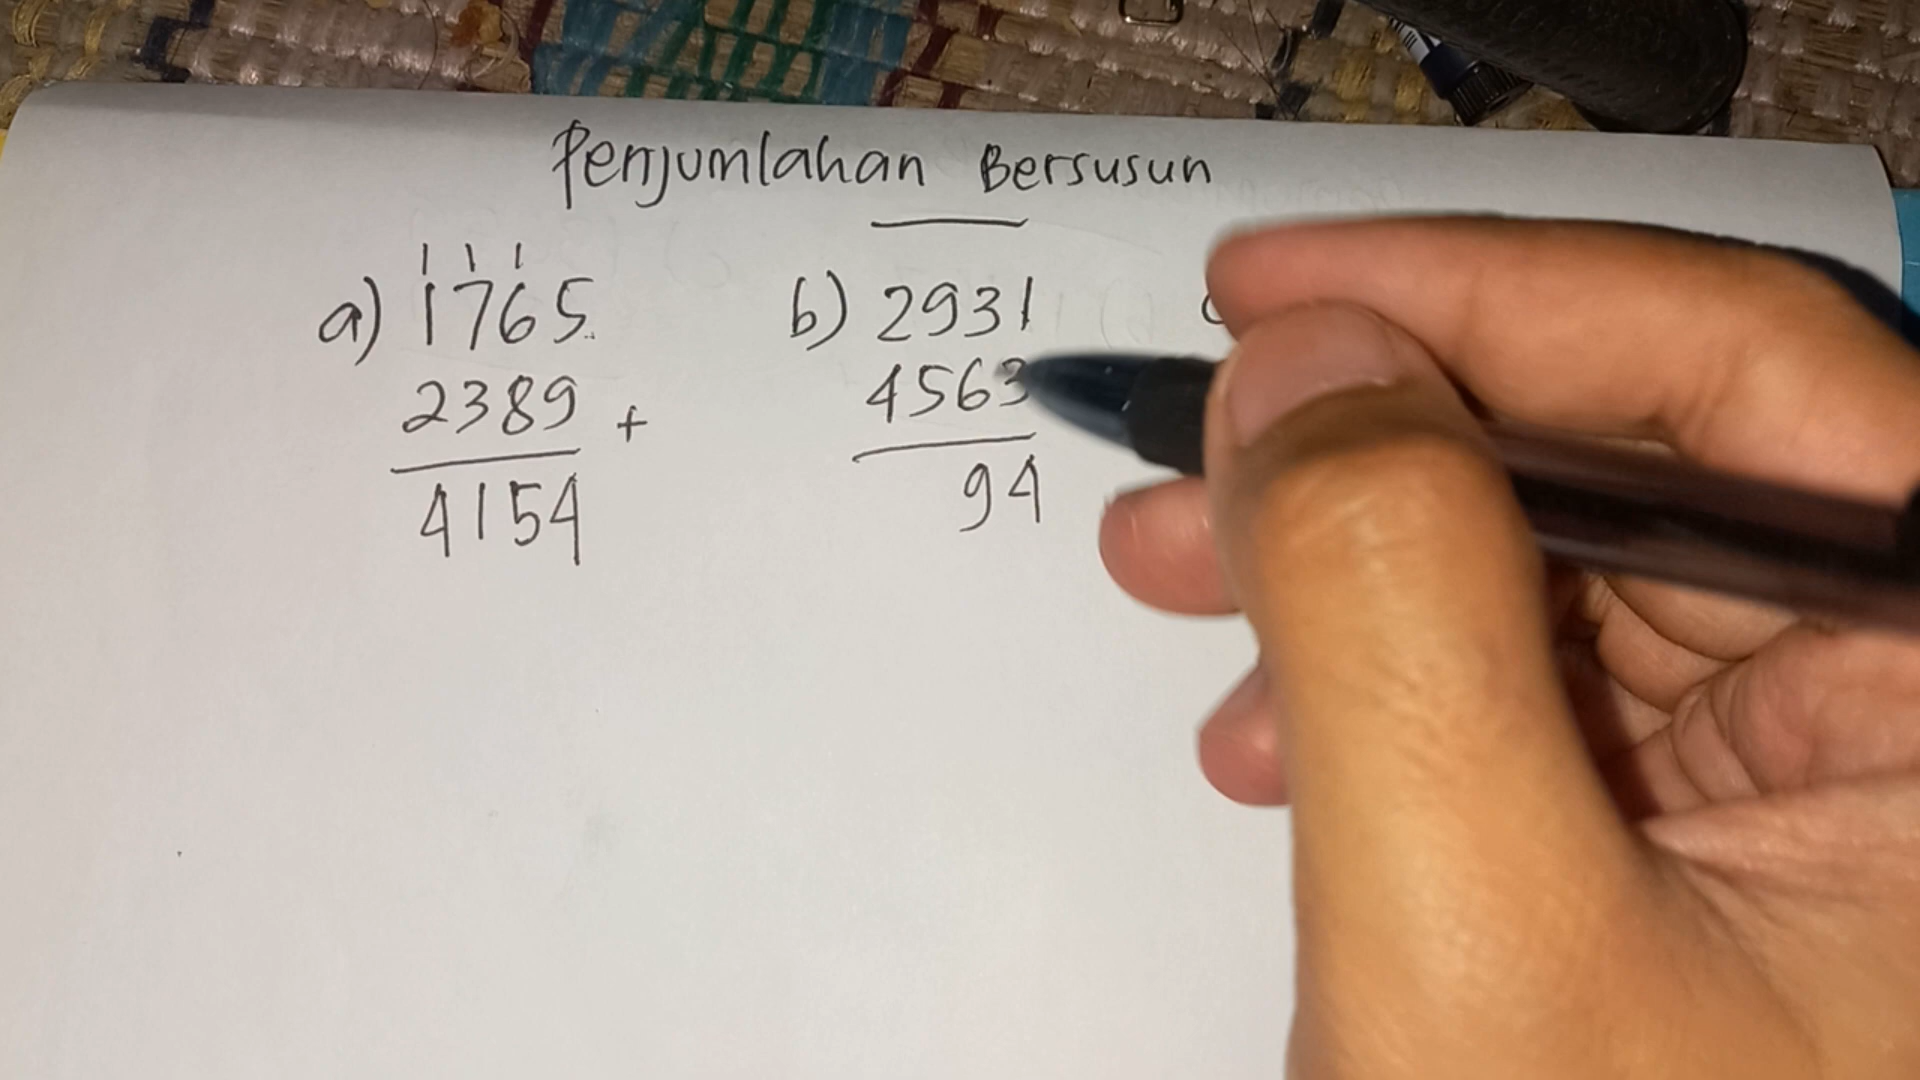 Penjumlahan Bersusun
1 1 1
a) 1765
2389 +
4154
b) 2931
4563
94